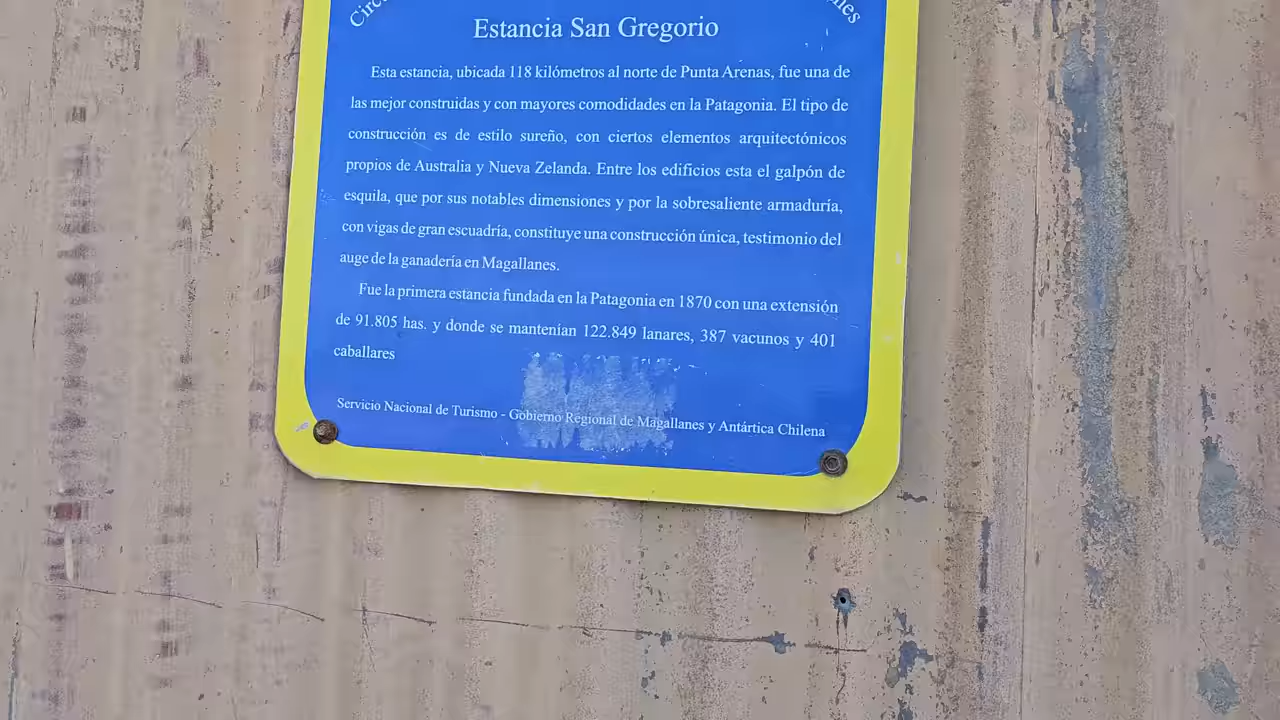 Estancia San Gregorio
Esta estancia, ubicada 118 kilómetros al norte de Punta Arenas, fue una de
las mejor construidas y con mayores comodidades en la Patagonia. El tipo de
construcción es de estilo sureño, con ciertos elementos arquitectónicos
propios de Australia y Nueva Zelanda. Entre los edificios esta el galpón de
esquila, que por sus notables dimensiones y por la sobresaliente armaduría,
con vigas de gran escuadría, constituye una construcción única, testimonio del
auge de la ganadería en Magallanes.
Fue la primera estancia fundada en la Patagonia en 1870 con una extensión
de 91.805 has. y donde se mantenían 122.849 lanares, 387 vacunos y 401
caballares
Servicio Nacional de Turismo - Gobierno Regional de Magallanes y Antártica Chilena